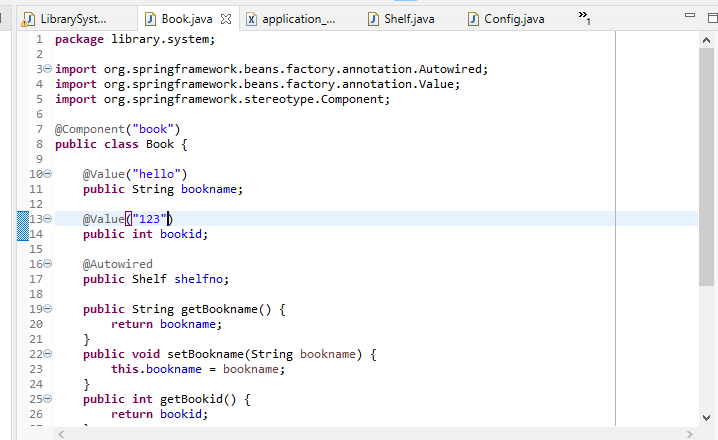 LibrarySyst... Book.java application_... Shelf.java Config.java »1
1 package library.system;
2
3 import org.springframework.beans.factory.annotation.Autowired;
4 import org.springframework.beans.factory.annotation.Value;
5 import org.springframework.stereotype.Component;
6
7 @Component("book")
8 public class Book {
9
10 @Value("hello")
11 public String bookname;
12
13 @Value("123")
14 public int bookid;
15
16 @Autowired
17 public Shelf shelfno;
18
19 public String getBookname() {
20 return bookname;
21 }
22 public void setBookname(String bookname) {
23 this.bookname = bookname;
24 }
25 public int getBookid() {
26 return bookid;
27 }